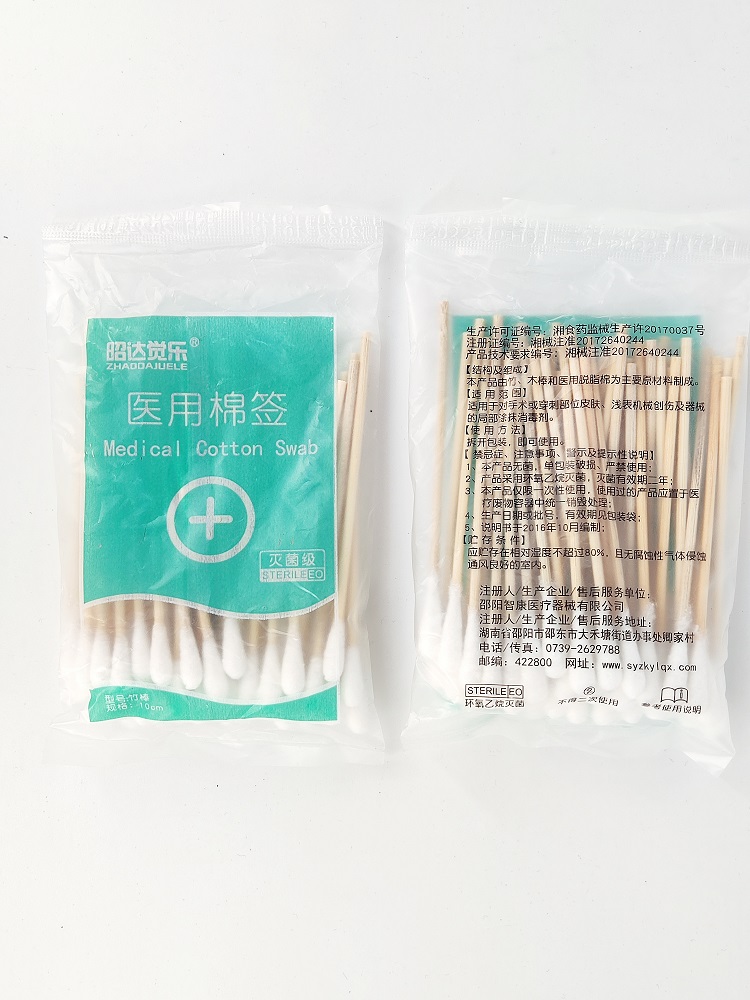 昭达觉乐®
ZHAODAJUELE
医用棉签
Medical Cotton Swab
灭菌级
STERILE EO
型号:竹棒
规格:10cm
生产许可证编号:湘食药监械生产许20170037号
注册证编号:湘械注准20172640244
产品技术要求编号:湘械注准20172640244
【结构及组成】
本产品由竹、木棒和医用脱脂棉为主要原材料制成。
【适用范围】
适用于对手术或穿刺部位皮肤、浅表机械创伤及器械
的局部涂抹消毒剂。
【使用方法】
拆开包装,即可使用。
【禁忌症、注意事项、警示及提示性说明】
1、本产品无菌,单包装破损、严禁使用;
2、产品采用环氧乙烷灭菌,灭菌有效期二年;
3、本产品仅限一次性使用,使用过的产品应置于医
疗废物容器中统一销毁处理;
4、生产日期或批号,有效期见包装袋;
5、说明书于2016年10月编制;
【贮存条件】
应贮存在相对湿度不超过80%,且无腐蚀性气体侵蚀
通风良好的室内。
注册人/生产企业/售后服务单位:
邵阳智康医疗器械有限公司
注册人/生产企业/售后服务地址:
湖南省邵阳市邵东市大禾塘街道办事处卿家村
电话/传真:0739-2629788
邮编:422800 网址:www.syzkylqx.com
STERILE EO
环氧乙烷灭菌
②
不得二次使用
参考使用说明